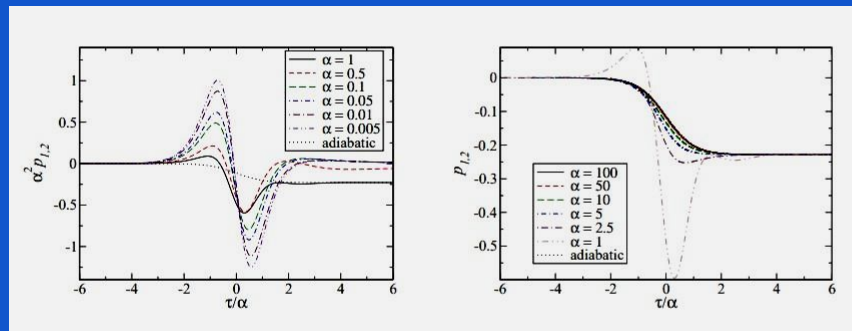 α²p1,2
1
0.5
0
-0.5
-1
α = 1
α = 0.5
α = 0.1
α = 0.05
α = 0.01
α = 0.005
adiabatic
-6 -4 -2 0 2 4 6
τ/α
p1,2
0
-0.1
-0.2
-0.3
-0.4
-0.5
α = 100
α = 50
α = 10
α = 5
α = 2.5
α = 1
adiabatic
-6 -4 -2 0 2 4 6
τ/α